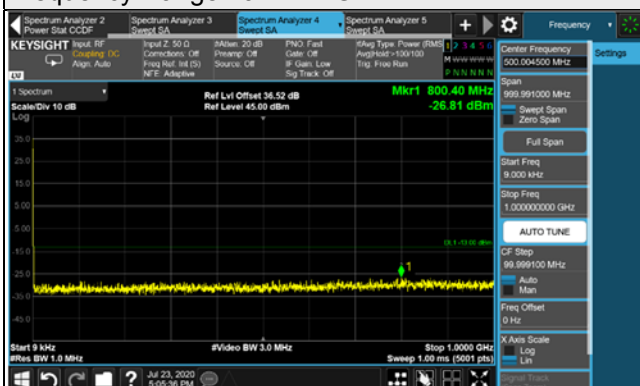 Spectrum Analyzer 2
Power Stat CCDF
Spectrum Analyzer 3
Swept SA
Spectrum Analyzer 4
Swept SA
Spectrum Analyzer 5
Swept SA
+
Frequency
KEYSIGHT
Input: RF
Coupling: DC
Align: Auto
Input Z: 50 Ω
Corrections: Off
Freq Ref: Int (S)
NFE: Adaptive
#Atten: 20 dB
Preamp: Off
Source: Off
PNO: Fast
Gate: Off
IF Gain: Low
Sig Track: Off
#Avg Type: Power (RMS
Avg|Hold:>100/100
Trig: Free Run
1 2 3 4 5 6
M W W W W W
P N N N N N
LXI
1 Spectrum
Scale/Div 10 dB
Log
Ref Lvl Offset 36.52 dB
Ref Level 45.00 dBm
Mkr1 800.40 MHz
-26.81 dBm
35.0
25.0
15.0
5.00
-5.00
DL1 -13.00 dBm
-15.0
1
-25.0
-35.0
-45.0
Start 9 kHz
#Res BW 1.0 MHz
#Video BW 3.0 MHz
Stop 1.0000 GHz
Sweep 1.00 ms (5001 pts)
Jul 23, 2020
5:05:36 PM
?
Center Frequency
500.004500 MHz
Settings
Span
999.991000 MHz
Swept Span
Zero Span
Full Span
Start Freq
9.000 kHz
Stop Freq
1.000000000 GHz
AUTO TUNE
CF Step
99.999100 MHz
Auto
Man
Freq Offset
0 Hz
X Axis Scale
Log
Lin
Signal Track